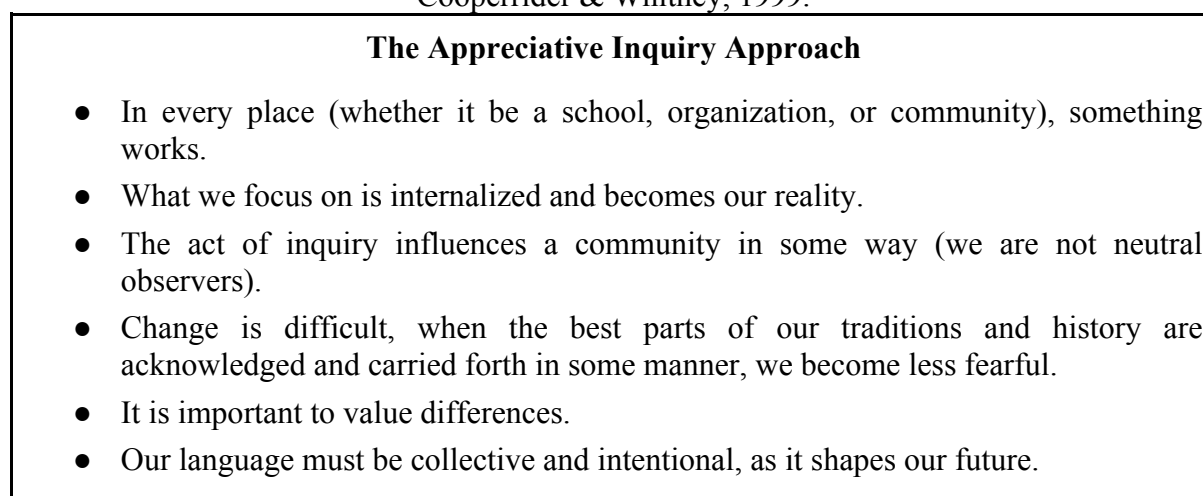 Cooperrider & Whitney, 1999.
The Appreciative Inquiry Approach
● In every place (whether it be a school, organization, or community), something
works.
● What we focus on is internalized and becomes our reality.
● The act of inquiry influences a community in some way (we are not neutral
observers).
● Change is difficult, when the best parts of our traditions and history are
acknowledged and carried forth in some manner, we become less fearful.
● It is important to value differences.
● Our language must be collective and intentional, as it shapes our future.